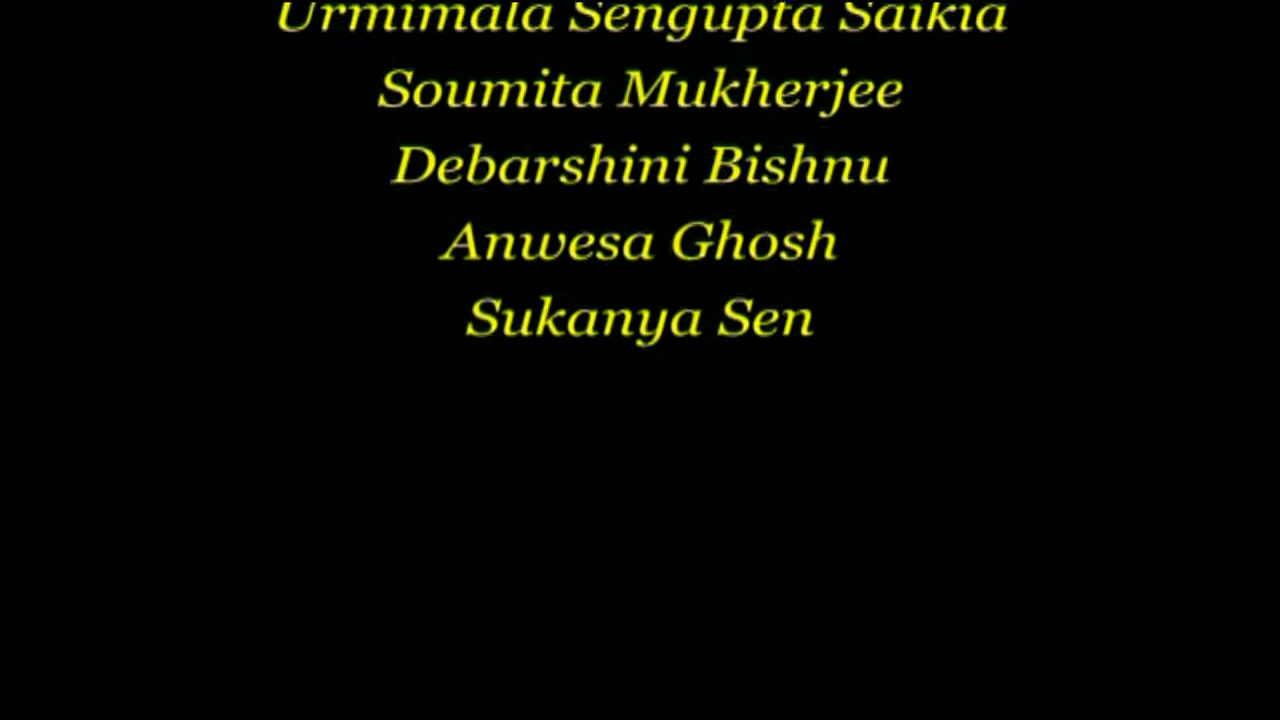 Urmimala Sengupta Saikia
Soumita Mukherjee
Debarshini Bishnu
Anwesa Ghosh
Sukanya Sen